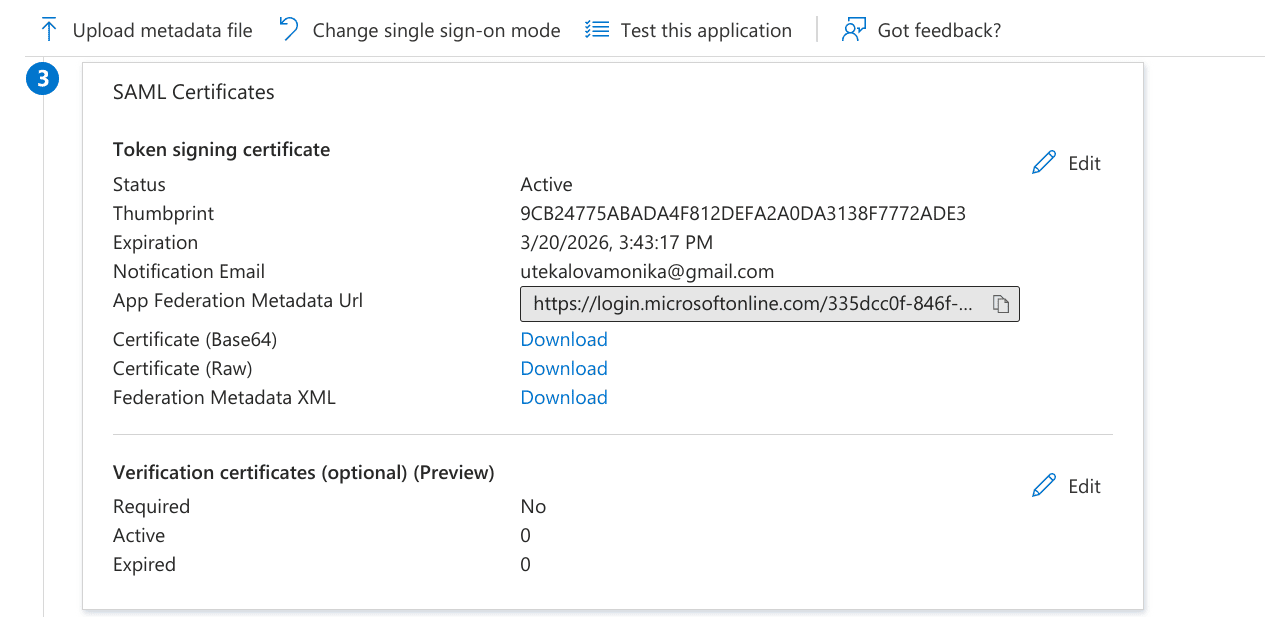 Upload metadata file Change single sign-on mode Test this application Got feedback?
3
SAML Certificates
Token signing certificate
Edit
Status Active
Thumbprint 9CB24775ABADA4F812DEFA2A0DA3138F7772ADE3
Expiration 3/20/2026, 3:43:17 PM
Notification Email utekalovamonika@gmail.com
App Federation Metadata Url https://login.microsoftonline.com/335dcc0f-846f-...
Certificate (Base64) Download
Certificate (Raw) Download
Federation Metadata XML Download
Verification certificates (optional) (Preview)
Edit
Required No
Active 0
Expired 0